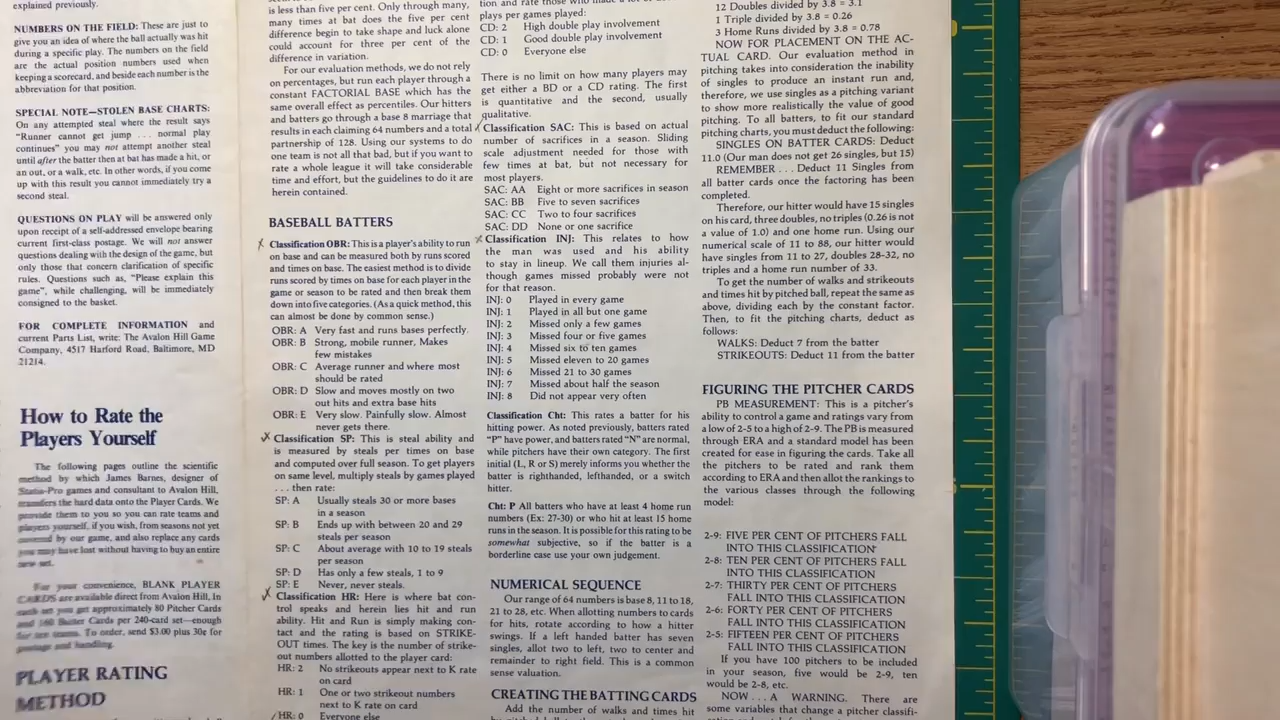 explained previously.
NUMBERS ON THE FIELD: These are just to
give you an idea of where the ball actually was hit
during a specific play. The numbers on the field
are the actual position numbers used when
keeping a scorecard, and beside each number is the
abbreviation for that position.
SPECIAL NOTE—STOLEN BASE CHARTS:
On any attempted steal where the result says
"Runner cannot get jump . . . normal play
continues" you may not attempt another steal
until after the batter then at bat has made a hit, or
an out, or a walk, etc. In other words, if you come
up with this result you cannot immediately try a
second steal.
QUESTIONS ON PLAY will be answered only
upon receipt of a self-addressed envelope bearing
current first-class postage. We will not answer
questions dealing with the design of the game, but
only those that concern clarification of specific
rules. Questions such as, "Please explain this
game", while challenging, will be immediately
consigned to the basket.
FOR COMPLETE INFORMATION and
current Parts List, write: The Avalon Hill Game
Company, 4517 Harford Road, Baltimore, MD
21214.
How to Rate the
Players Yourself
The following pages outline the scientific
method by which James Barnes, designer of
Statis-Pro games and consultant to Avalon Hill,
transfers the hard data onto the Player Cards. We
provide them to you so you can rate teams and
players yourself, if you wish, from seasons not yet
covered by our game, and also replace any cards
you may have lost without having to buy an entire
new set.
For your convenience, BLANK PLAYER
CARDS are available direct from Avalon Hill. In
each set you get approximately 80 Pitcher Cards
and 160 Batter Cards per 240-card set—enough
for ten teams. To order, send $3.00 plus 30¢ for
postage and handling.
PLAYER RATING
METHOD
is less than five per cent. Only through many,
many times at bat does the five per cent
difference begin to take shape and luck alone
could account for three per cent of the
difference in variation.
For our evaluation methods, we do not rely
on percentages, but run each player through a
constant FACTORIAL BASE which has the
same overall effect as percentiles. Our hitters
and batters go through a base 8 marriage that
results in each claiming 64 numbers and a total
partnership of 128. Using our systems to do
one team is not all that bad, but if you want to
rate a whole league it will take considerable
time and effort, but the guidelines to do it are
herein contained.
BASEBALL BATTERS
Classification OBR: This is a player's ability to run
on base and can be measured both by runs scored
and times on base. The easiest method is to divide
runs scored by times on base for each player in the
game or season to be rated and then break them
down into five categories. (As a quick method, this
can almost be done by common sense.)
OBR: A Very fast and runs bases perfectly.
OBR: B Strong, mobile runner, Makes
few mistakes
OBR: C Average runner and where most
should be rated
OBR: D Slow and moves mostly on two
out hits and extra base hits
OBR: E Very slow. Painfully slow. Almost
never gets there.
Classification SP: This is steal ability and
is measured by steals per times on base
and computed over full season. To get players
on same level, multiply steals by games played
. . . then rate:
SP: A Usually steals 30 or more bases
in a season
SP: B Ends up with between 20 and 29
steals per season
SP: C About average with 10 to 19 steals
per season
SP: D Has only a few steals, 1 to 9
SP: E Never, never steals.
Classification HR: Here is where bat con-
trol speaks and herein lies hit and run
ability. Hit and Run is simply making con-
tact and the rating is based on STRIKE-
OUT times. The key is the number of strike-
out numbers allotted to the player card:
HR: 2 No strikeouts appear next to K rate
on card
HR: 1 One or two strikeout numbers
next to K rate on card
HR: 0 Everyone else
plays per games played:
CD: 2 High double play involvement
CD: 1 Good double play involvement
CD: 0 Everyone else
There is no limit on how many players may
get either a BD or a CD rating. The first
is quantitative and the second, usually
qualitative.
Classification SAC: This is based on actual
number of sacrifices in a season. Sliding
scale adjustment needed for those with
few times at bat, but not necessary for
most players.
SAC: AA Eight or more sacrifices in season
SAC: BB Five to seven sacrifices
SAC: CC Two to four sacrifices
SAC: DD None or one sacrifice
Classification INJ: This relates to how
the man was used and his ability
to stay in lineup. We call them injuries al-
though games missed probably were not
for that reason.
INJ: 0 Played in every game
INJ: 1 Played in all but one game
INJ: 2 Missed only a few games
INJ: 3 Missed four or five games
INJ: 4 Missed six to ten games
INJ: 5 Missed eleven to 20 games
INJ: 6 Missed 21 to 30 games
INJ: 7 Missed about half the season
INJ: 8 Did not appear very often
Classification Cht: This rates a batter for his
hitting power. As noted previously, batters rated
"P" have power, and batters rated "N" are normal,
while pitchers have their own category. The first
initial (L, R or S) merely informs you whether the
batter is righthanded, lefthanded, or a switch
hitter.
Cht: P All batters who have at least 4 home run
numbers (Ex: 27-30) or who hit at least 15 home
runs in the season. It is possible for this rating to be
somewhat subjective, so if the batter is a
borderline case use your own judgement.
NUMERICAL SEQUENCE
Our range of 64 numbers is base 8, 11 to 18,
21 to 28, etc. When allotting numbers to cards
for hits, rotate according to how a hitter
swings. If a left handed batter has seven
singles, allot two to left, two to center and
remainder to right field. This is a common
sense valuation.
CREATING THE BATTING CARDS
Add the number of walks and times hit
12 Doubles divided by 3.8 = 3.1
1 Triple divided by 3.8 = 0.26
3 Home Runs divided by 3.8 = 0.78
NOW FOR PLACEMENT ON THE AC-
TUAL CARD. Our evaluation method in
pitching takes into consideration the inability
of singles to produce an instant run and,
therefore, we use singles as a pitching variant
to show more realistically the value of good
pitching. To all batters, to fit our standard
pitching charts, you must deduct the following:
SINGLES ON BATTER CARDS: Deduct
11.0 (Our man does not get 26 singles, but 15)
REMEMBER . . . Deduct 11 Singles from
all batter cards once the factoring has been
completed.
Therefore, our hitter would have 15 singles
on his card, three doubles, no triples (0.26 is not
a value of 1.0) and one home run. Using our
numerical scale of 11 to 88, our hitter would
have singles from 11 to 27, doubles 28-32, no
triples and a home run number of 33.
To get the number of walks and strikeouts
and times hit by pitched ball, repeat the same as
above, dividing each by the constant factor.
Then, to fit the pitching charts, deduct as
follows:
WALKS: Deduct 7 from the batter
STRIKEOUTS: Deduct 11 from the batter
FIGURING THE PITCHER CARDS
PB MEASUREMENT: This is a pitcher's
ability to control a game and ratings vary from
a low of 2-5 to a high of 2-9. The PB is measured
through ERA and a standard model has been
created for ease in figuring the cards. Take all
the pitchers to be rated and rank them
according to ERA and then allot the rankings to
the various classes through the following
model:
2-9: FIVE PER CENT OF PITCHERS FALL
INTO THIS CLASSIFICATION
2-8: TEN PER CENT OF PITCHERS FALL
INTO THIS CLASSIFICATION
2-7: THIRTY PER CENT OF PITCHERS
FALL INTO THIS CLASSIFICATION
2-6: FORTY PER CENT OF PITCHERS
FALL INTO THIS CLASSIFICATION
2-5: FIFTEEN PER CENT OF PITCHERS
FALL INTO THIS CLASSIFICATION
If you have 100 pitchers to be included
in your season, five would be 2-9, ten
would be 2-8, etc.
NOW . . . A WARNING. There are
some variables that change a pitcher classifi-